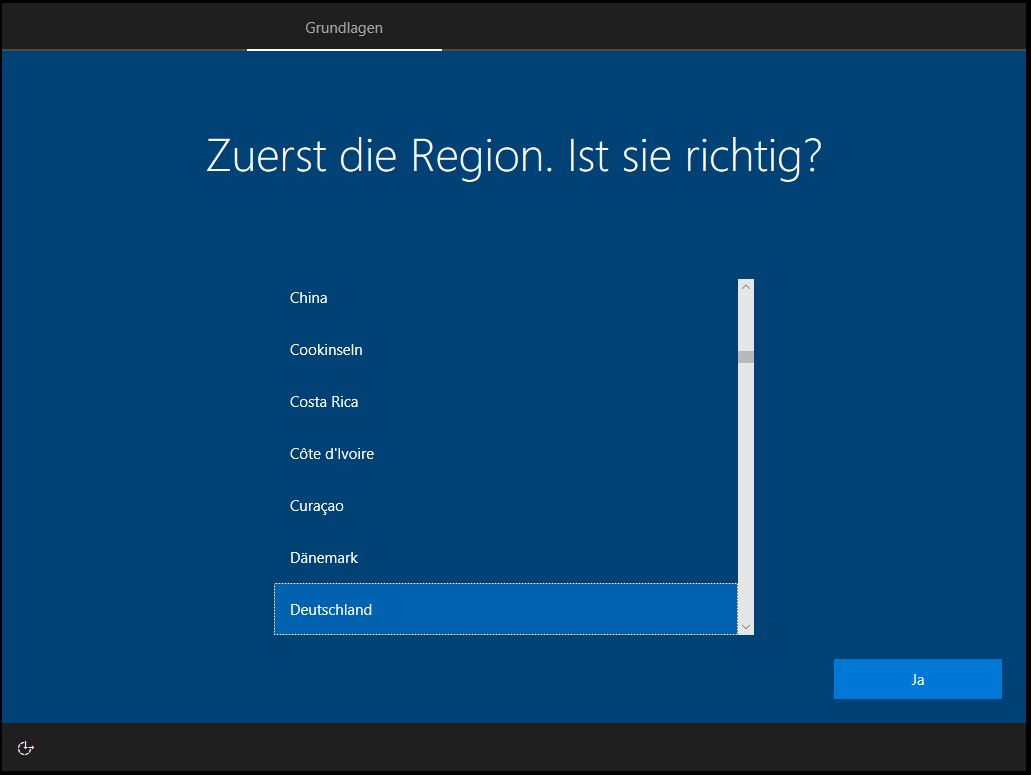 Grundlagen
Zuerst die Region. Ist sie richtig?
China
Cookinseln
Costa Rica
Côte d'Ivoire
Curaçao
Dänemark
Deutschland
Ja